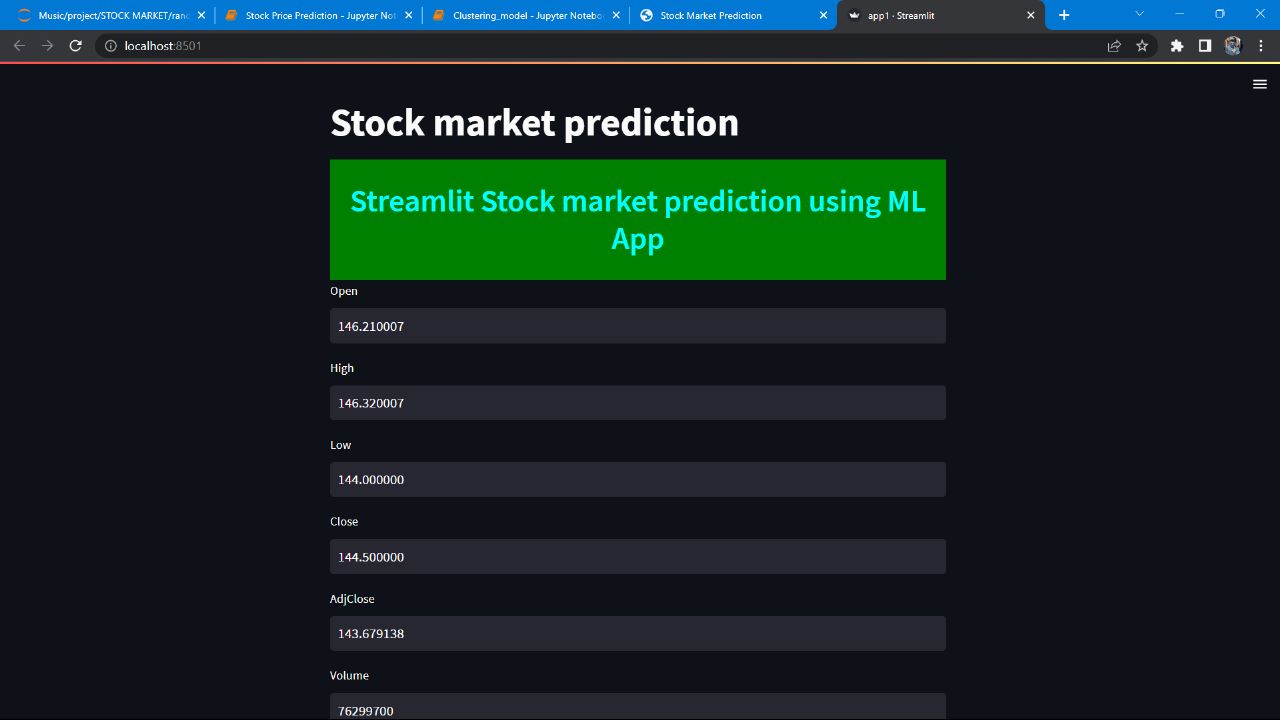 Music/project/STOCK MARKET/ran
Stock Price Prediction - Jupyter Not
Clustering_model - Jupyter Notebo
Stock Market Prediction
app1 · Streamlit
localhost:8501
Stock market prediction
Streamlit Stock market prediction using ML
App
Open
146.210007
High
146.320007
Low
144.000000
Close
144.500000
AdjClose
143.679138
Volume
76299700